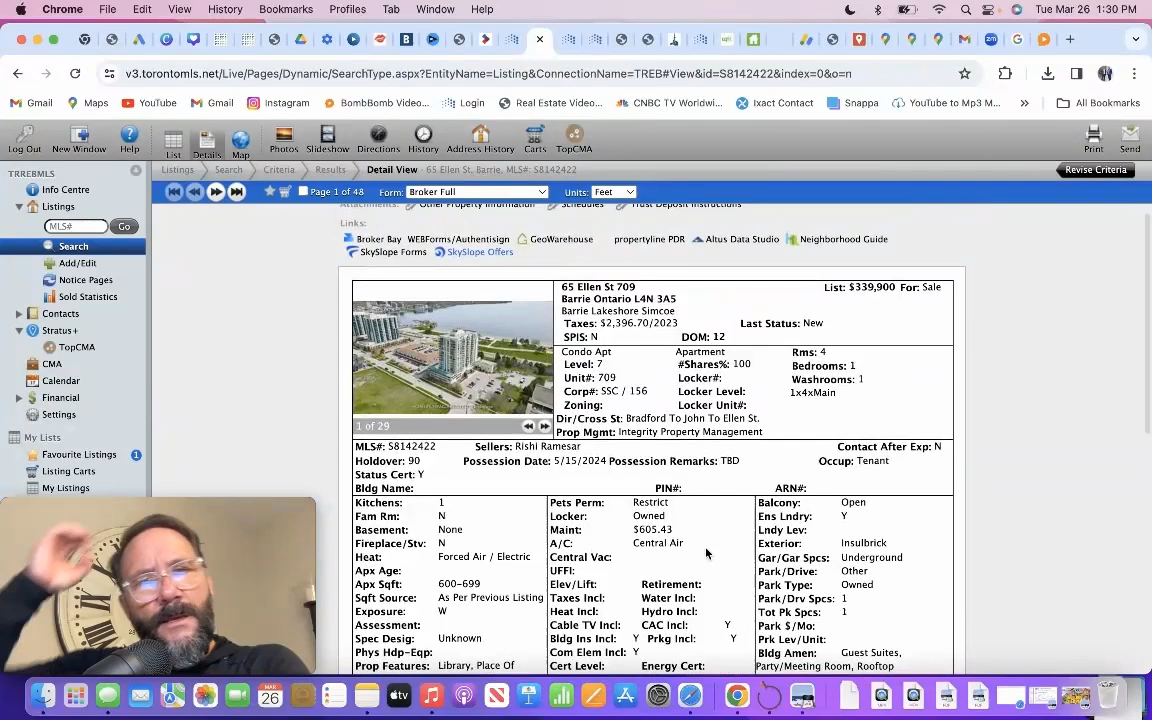 Chrome File Edit View History Bookmarks Profiles Tab Window Help Tue Mar 26 1:30 PM
v3.torontomls.net/Live/Pages/Dynamic/SearchType.aspx?EntityName=Listing&ConnectionName=TREB#View&id=S8142422&index=0&o=n
Gmail Maps YouTube Gmail Instagram BombBomb Video... Login Real Estate Video... CNBC TV Worldwi... Ixact Contact Snappa YouTube to Mp3 M... » All Bookmarks
Log Out New Window Help List Details Map Photos Slideshow Directions History Address History Carts TopCMA Print Send
TRREBMLS Listings Search Criteria Results Detail View - 65 Ellen St, Barrie, MLS#: S8142422 Revise Criteria
Info Centre Page 1 of 48 Form: Broker Full Units: Feet
Listings Attachments: Other Property Information Schedules Trust Deposit Instructions
MLS# Go Links:
Search Broker Bay WEBForms/Authentisign GeoWarehouse propertyline PDR Altus Data Studio Neighborhood Guide
SkySlope Forms SkySlope Offers
Add/Edit
Notice Pages
Sold Statistics
Contacts
Stratus+
TopCMA
CMA
Calendar
Financial
Settings
My Lists
Favourite Listings 1
Listing Carts
My Listings
65 Ellen St 709 List: $339,900 For: Sale
Barrie Ontario L4N 3A5
Barrie Lakeshore Simcoe
Taxes: $2,396.70/2023 Last Status: New
SPIS: N DOM: 12
Condo Apt Apartment Rms: 4
Level: 7 #Shares%: 100 Bedrooms: 1
Unit#: 709 Locker#: Washrooms: 1
Corp#: SSC / 156 Locker Level: 1x4xMain
Zoning: Locker Unit#:
Dir/Cross St: Bradford To John To Ellen St.
1 of 29 Prop Mgmt: Integrity Property Management
MLS#: S8142422 Sellers: Rishi Ramesar Contact After Exp: N
Holdover: 90 Possession Date: 5/15/2024 Possession Remarks: TBD Occup: Tenant
Status Cert: Y
Bldg Name: PIN#: ARN#:
Kitchens: 1 Pets Perm: Restrict Balcony: Open
Fam Rm: N Locker: Owned Ens Lndry: Y
Basement: None Maint: $605.43 Lndy Lev:
Fireplace/Stv: N A/C: Central Air Exterior: Insulbrick
Heat: Forced Air / Electric Central Vac: Gar/Gar Spcs: Underground
Apx Age: UFFI: Park/Drive: Other
Apx Sqft: 600-699 Elev/Lift: Retirement: Park Type: Owned
Sqft Source: As Per Previous Listing Taxes Incl: Water Incl: Park/Drv Spcs: 1
Exposure: W Heat Incl: Hydro Incl: Tot Pk Spcs: 1
Assessment: Cable TV Incl: CAC Incl: Y Park $/Mo:
Spec Desig: Unknown Bldg Ins Incl: Y Prkg Incl: Y Prk Lev/Unit:
Phys Hdp-Eqp: Com Elem Incl: Y Bldg Amen: Guest Suites,
Prop Features: Library, Place Of Cert Level: Energy Cert: Party/Meeting Room, Rooftop